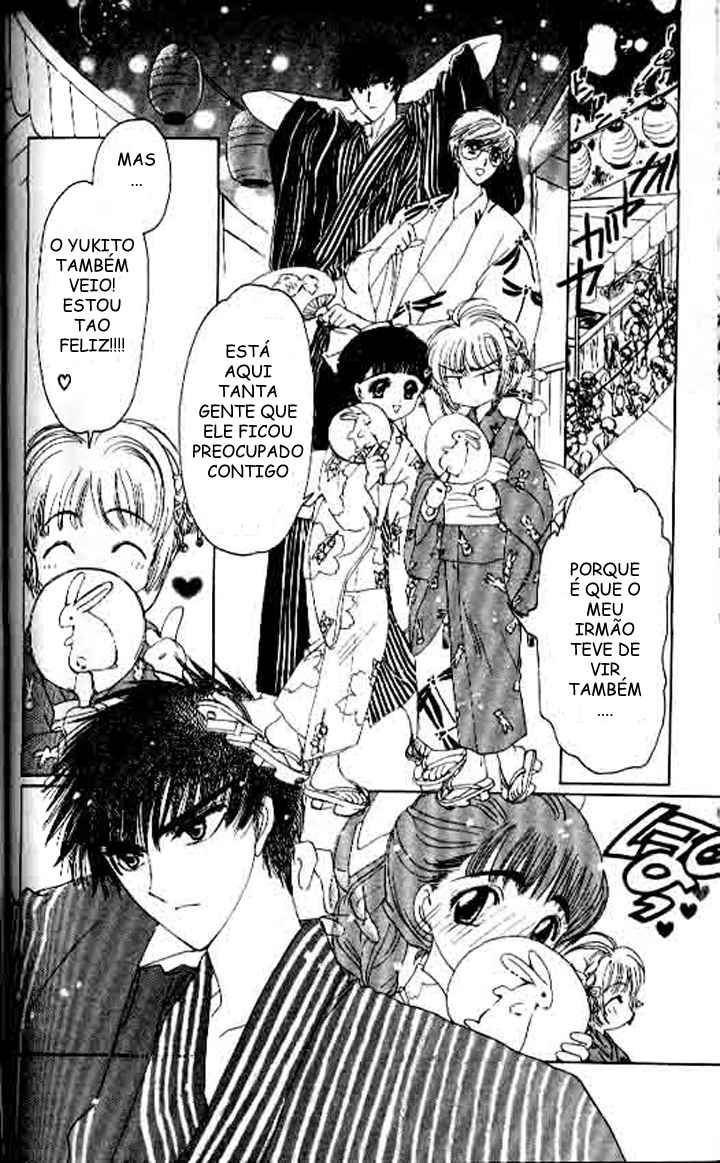 PORQUE
É QUE O
MEU
IRMÃO
TEVE DE
VIR
TAMBÉM
....
ESTÁ
AQUI
TANTA
GENTE QUE
ELE FICOU
PREOCUPADO
CONTIGO
MAS
...
O YUKITO
TAMBÉM
VEIO!
ESTOU
TAO
FELIZ!!!!
♡